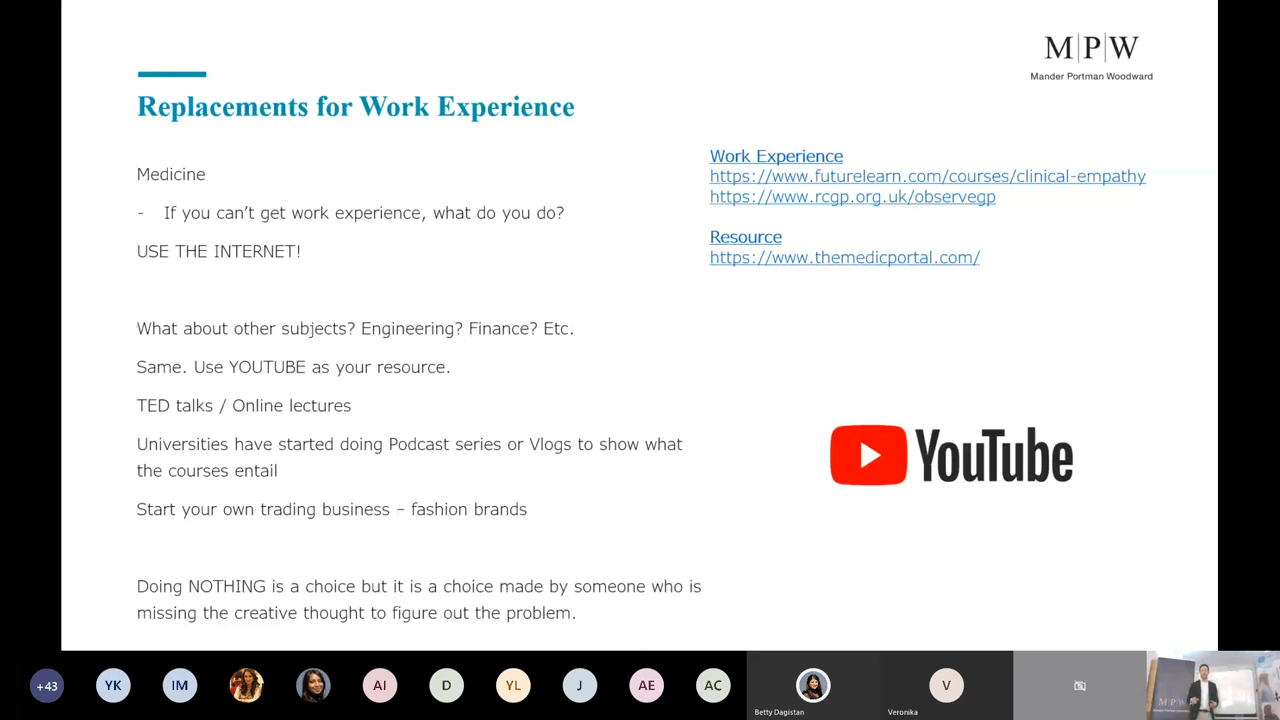 M|P|W
Mander Portman Woodward
Replacements for Work Experience
Medicine
- If you can't get work experience, what do you do?
USE THE INTERNET!
What about other subjects? Engineering? Finance? Etc.
Same. Use YOUTUBE as your resource.
TED talks / Online lectures
Universities have started doing Podcast series or Vlogs to show what
the courses entail
Start your own trading business – fashion brands
Doing NOTHING is a choice but it is a choice made by someone who is
missing the creative thought to figure out the problem.
Work Experience
https://www.futurelearn.com/courses/clinical-empathy
https://www.rcgp.org.uk/observegp
Resource
https://www.themedicportal.com/
YouTube
+43
YK
IM
AI
D
YL
J
AE
AC
Betty Dagistan
V
Veronika
MPW
Mander Portman Woodward